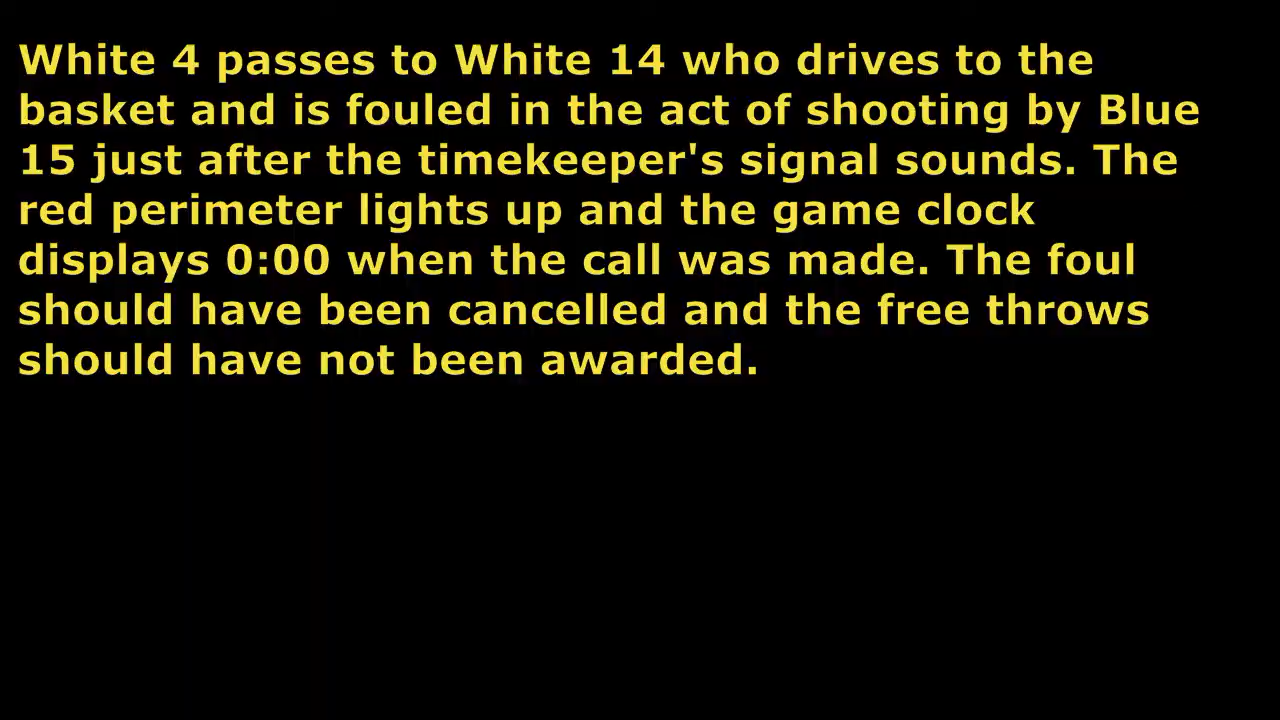 White 4 passes to White 14 who drives to the
basket and is fouled in the act of shooting by Blue
15 just after the timekeeper's signal sounds. The
red perimeter lights up and the game clock
displays 0:00 when the call was made. The foul
should have been cancelled and the free throws
should have not been awarded.